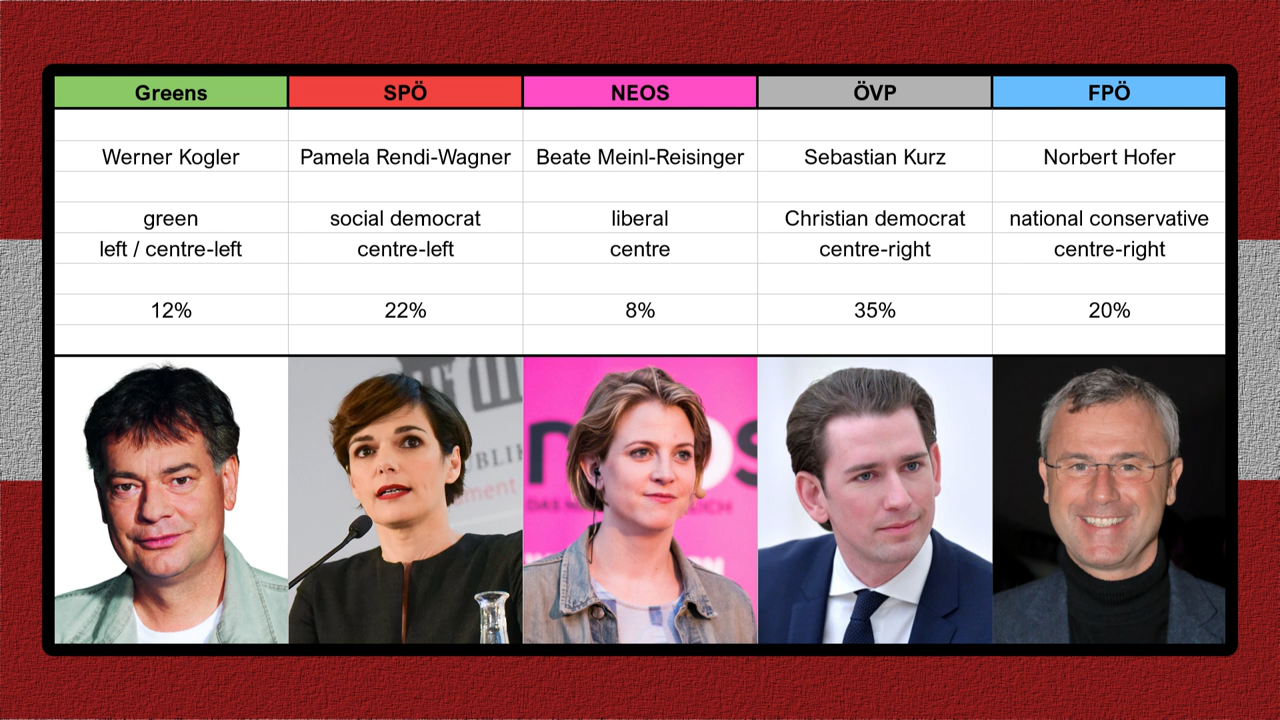 Greens SPÖ NEOS ÖVP FPÖ
Werner Kogler Pamela Rendi-Wagner Beate Meinl-Reisinger Sebastian Kurz Norbert Hofer
green social democrat liberal Christian democrat national conservative
left / centre-left centre-left centre centre-right centre-right
12% 22% 8% 35% 20%